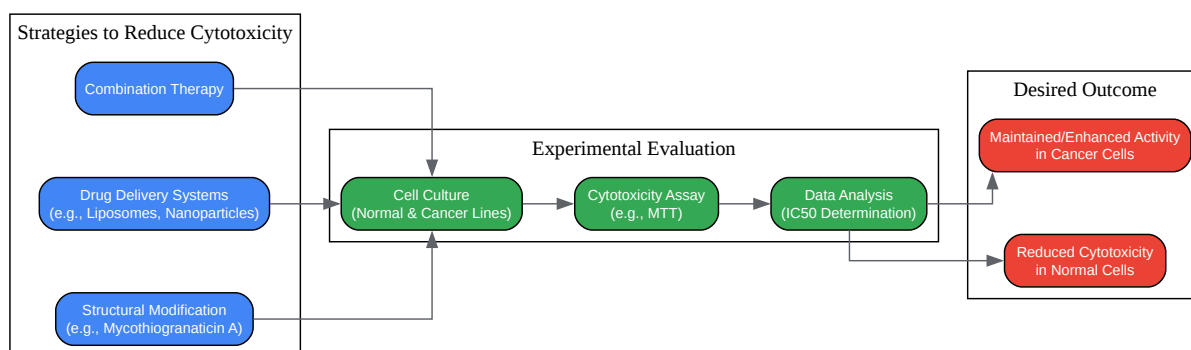 Strategies to Reduce Cytotoxicity
Combination Therapy
Drug Delivery Systems
(e.g., Liposomes, Nanoparticles)
Structural Modification
(e.g., Mycothiogranaticin A)
Experimental Evaluation
Cell Culture
(Normal & Cancer Lines)
Cytotoxicity Assay
(e.g., MTT)
Data Analysis
(IC50 Determination)
Desired Outcome
Maintained/Enhanced Activity
in Cancer Cells
Reduced Cytotoxicity
in Normal Cells